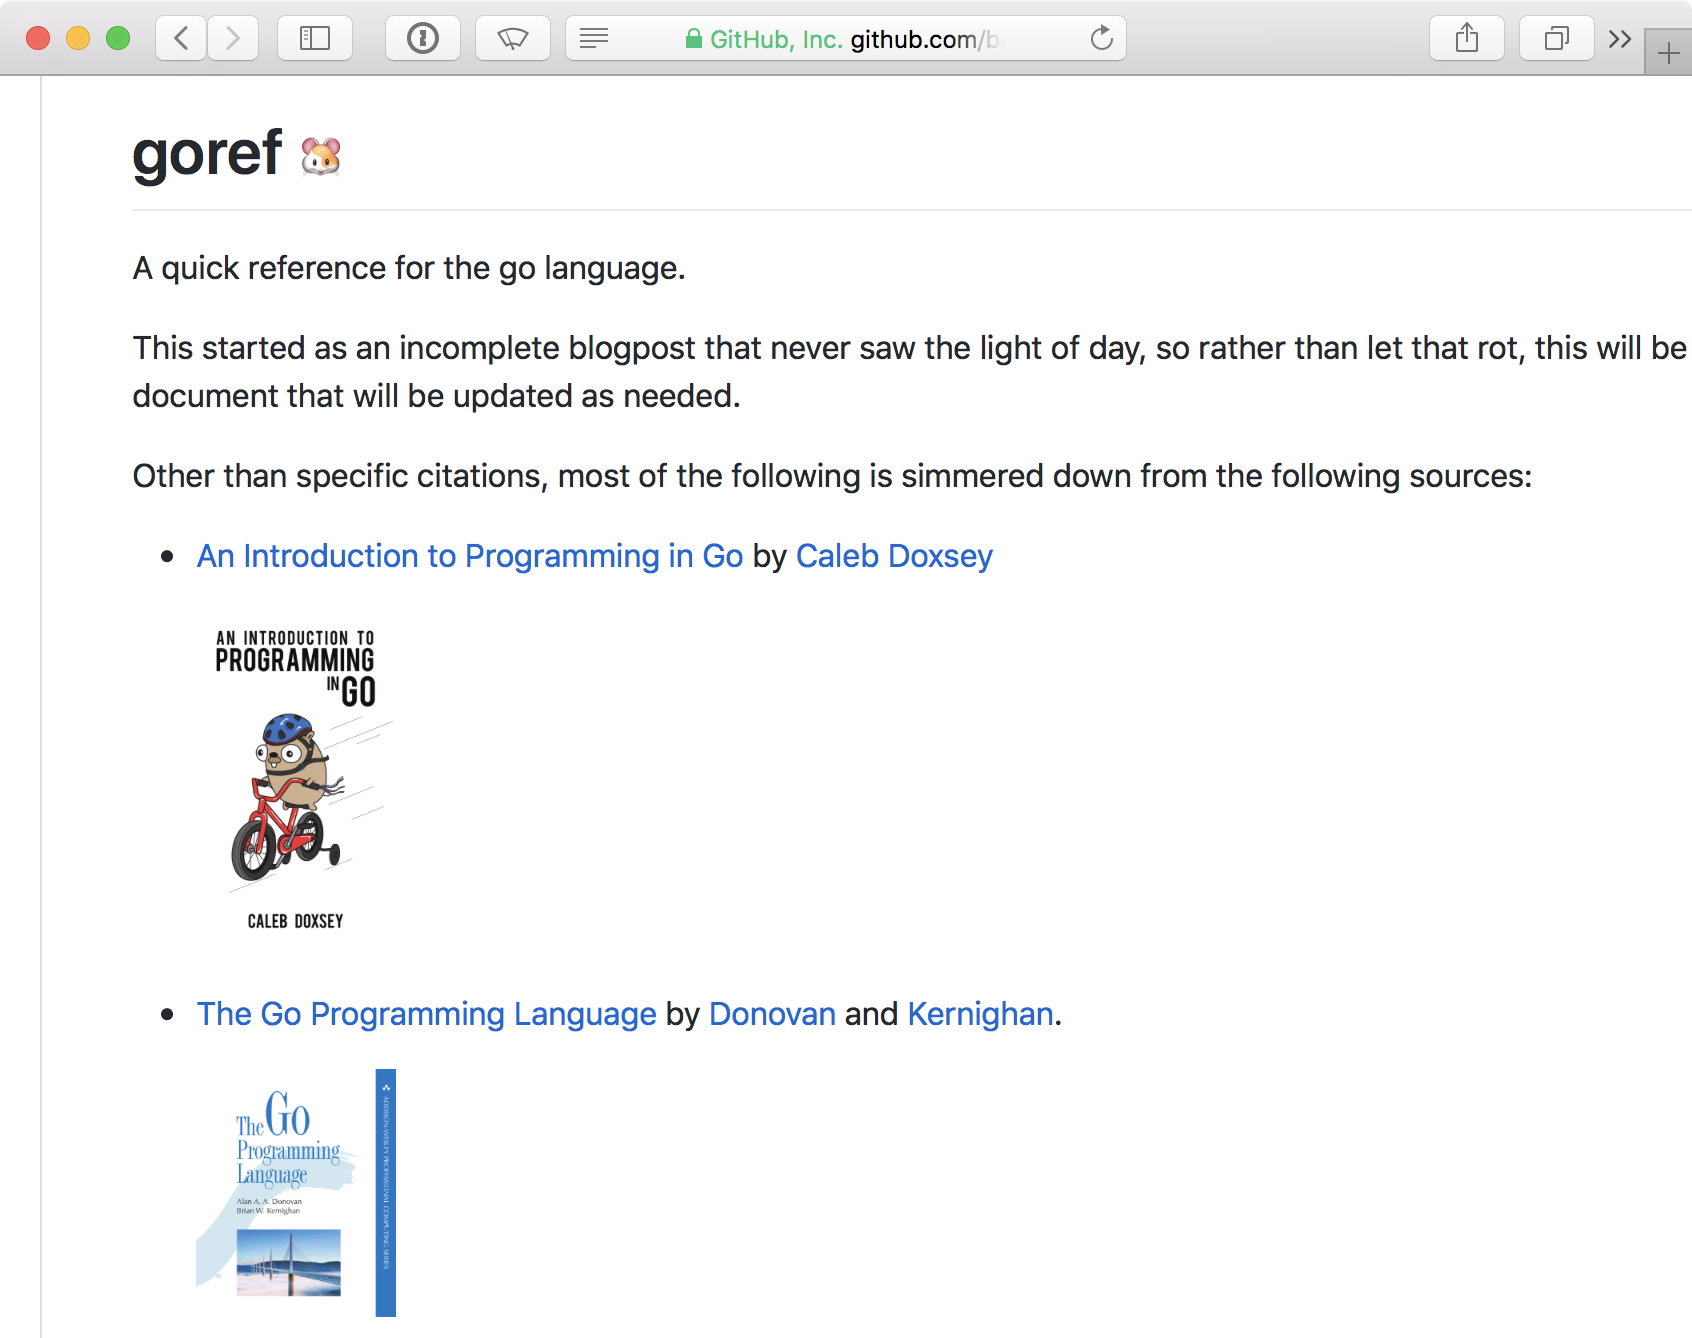 GitHub, Inc. github.com/b
goref
A quick reference for the go language.
This started as an incomplete blogpost that never saw the light of day, so rather than let that rot, this will be
document that will be updated as needed.
Other than specific citations, most of the following is simmered down from the following sources:
• An Introduction to Programming in Go by Caleb Doxsey
AN INTRODUCTION TO
PROGRAMMING
IN GO
CALEB DOXSEY
• The Go Programming Language by Donovan and Kernighan.
The Go
Programming
Language
Alan A. A. Donovan
Brian W. Kernighan
ADDISON-WESLEY PROFESSIONAL COMPUTING SERIES